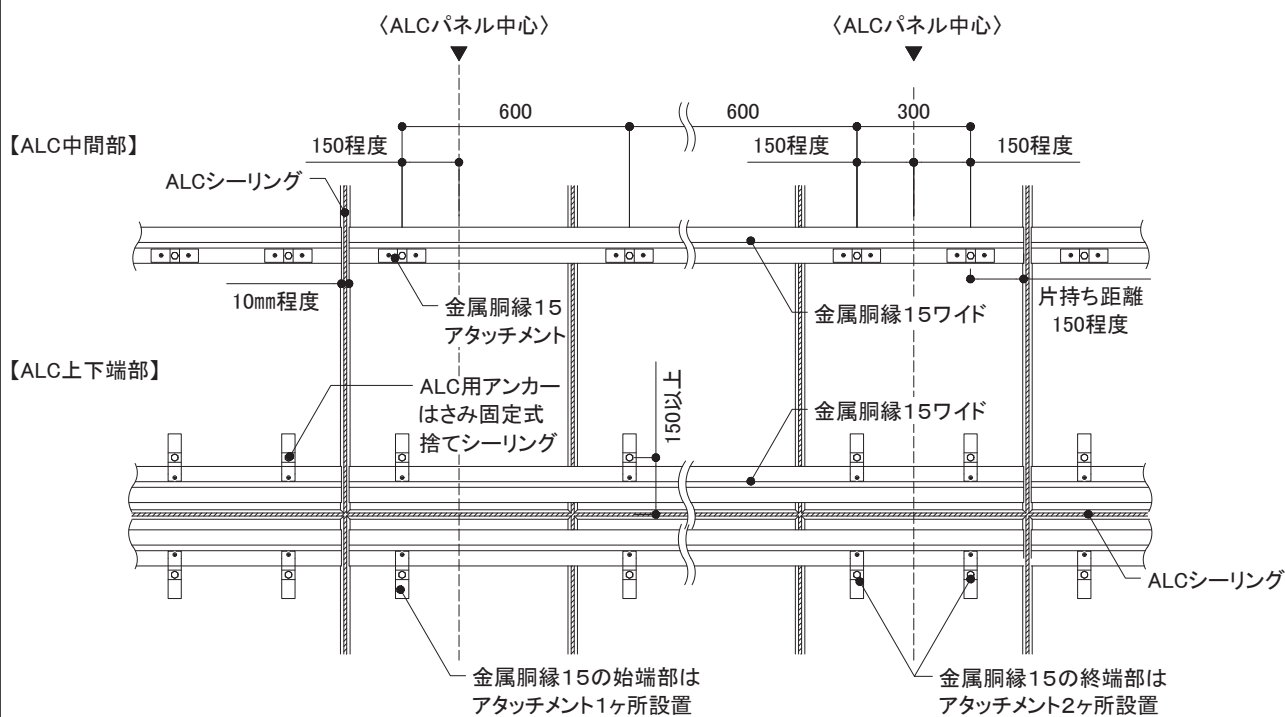 〈ALCパネル中心〉
〈ALCパネル中心〉
600
600
300
【ALC中間部】
150程度
150程度
150程度
ALCシーリング
10㎜程度
金属胴縁15
アタッチメント
金属胴縁15ワイド
片持ち距離
150程度
【ALC上下端部】
ALC用アンカー
はさみ固定式
捨てシーリング
150以上
金属胴縁15ワイド
ALCシーリング
金属胴縁15の始端部は
アタッチメント1ヶ所設置
金属胴縁15の終端部は
アタッチメント2ヶ所設置